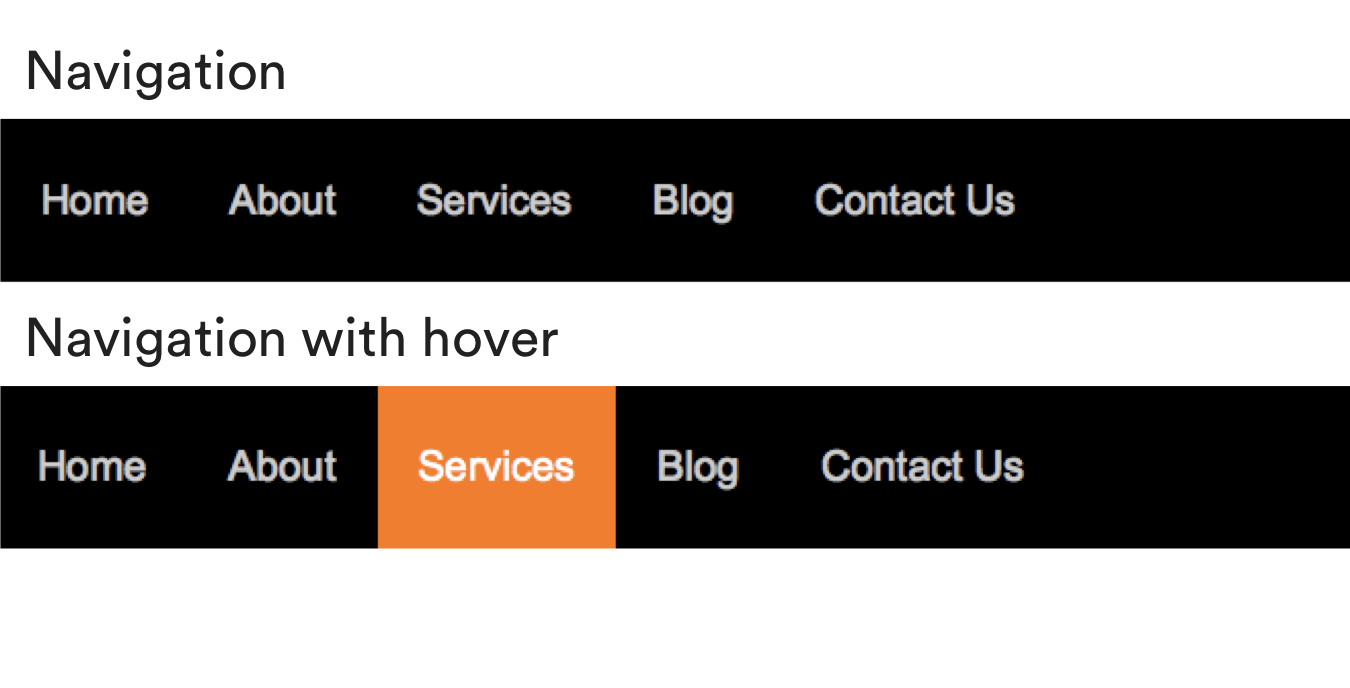 Navigation
Home About Services Blog Contact Us
Navigation with hover
Home About Services Blog Contact Us